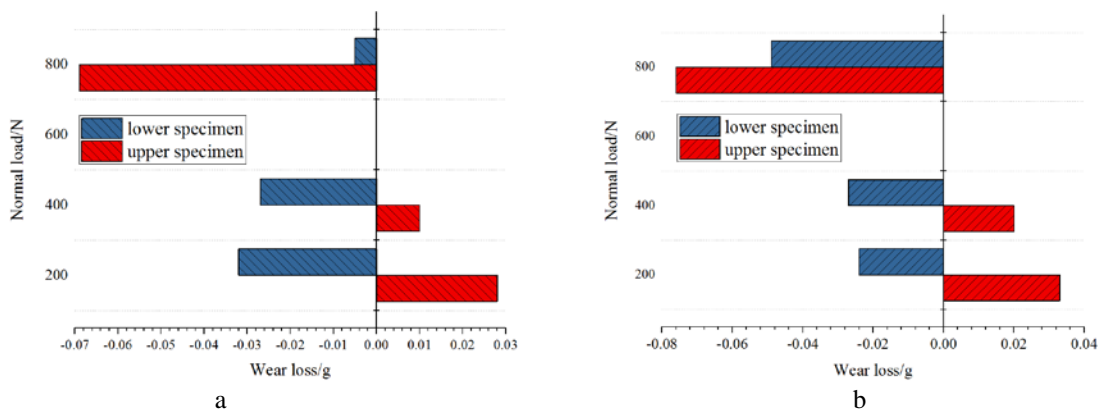 800
600
400
200
Normal load/N
lower specimen
upper specimen
-0.07 -0.06 -0.05 -0.04 -0.03 -0.02 -0.01 0.00 0.01 0.02 0.03
Wear loss/g
a
800
600
400
200
Normal load/N
lower specimen
upper specimen
-0.08 -0.06 -0.04 -0.02 0.00 0.02 0.04
Wear loss/g
b